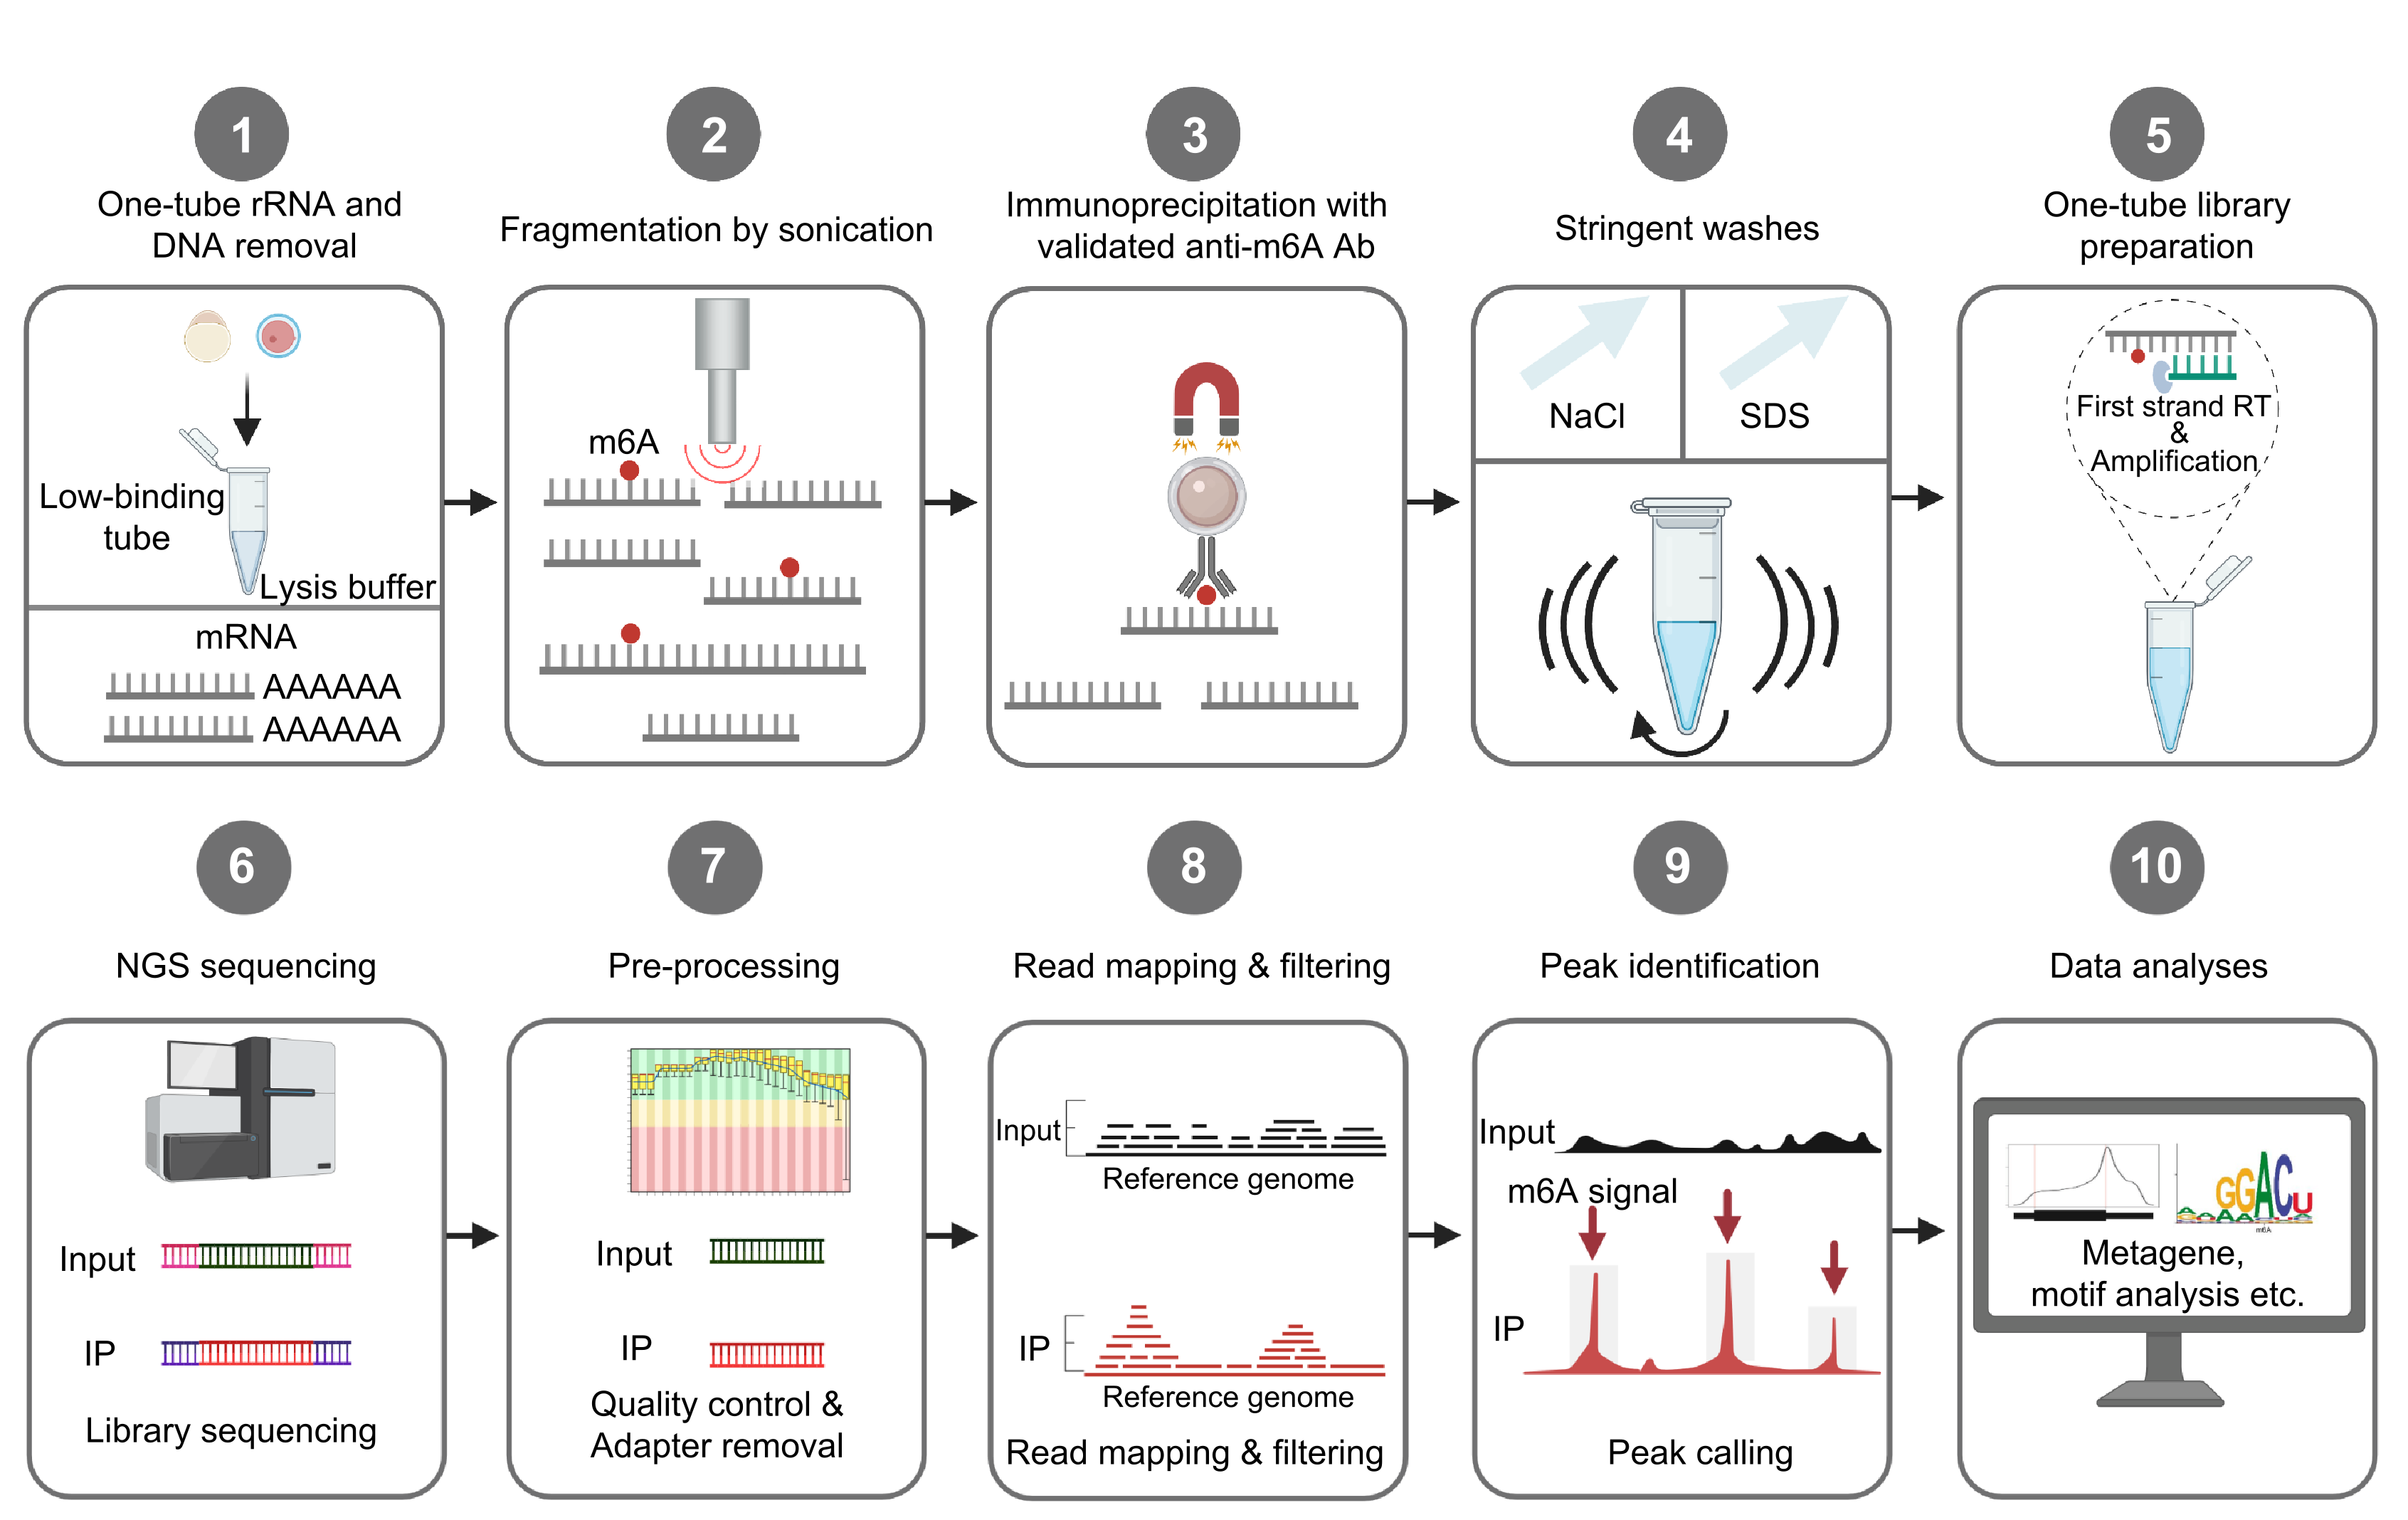 1
One-tube rRNA and
DNA removal
Low-binding
tube
Lysis buffer
mRNA
AAAAAA
AAAAAA
2
Fragmentation by sonication
m6A
3
Immunoprecipitation with
validated anti-m6A Ab
4
Stringent washes
NaCl
SDS
5
One-tube library
preparation
First strand RT
&
Amplification
6
NGS sequencing
Input
IP
Library sequencing
7
Pre-processing
Input
IP
Quality control &
Adapter removal
8
Read mapping & filtering
Input
Reference genome
IP
Reference genome
Read mapping & filtering
9
Peak identification
Input
m6A signal
IP
Peak calling
10
Data analyses
GGACU
m6A
Metagene,
motif analysis etc.